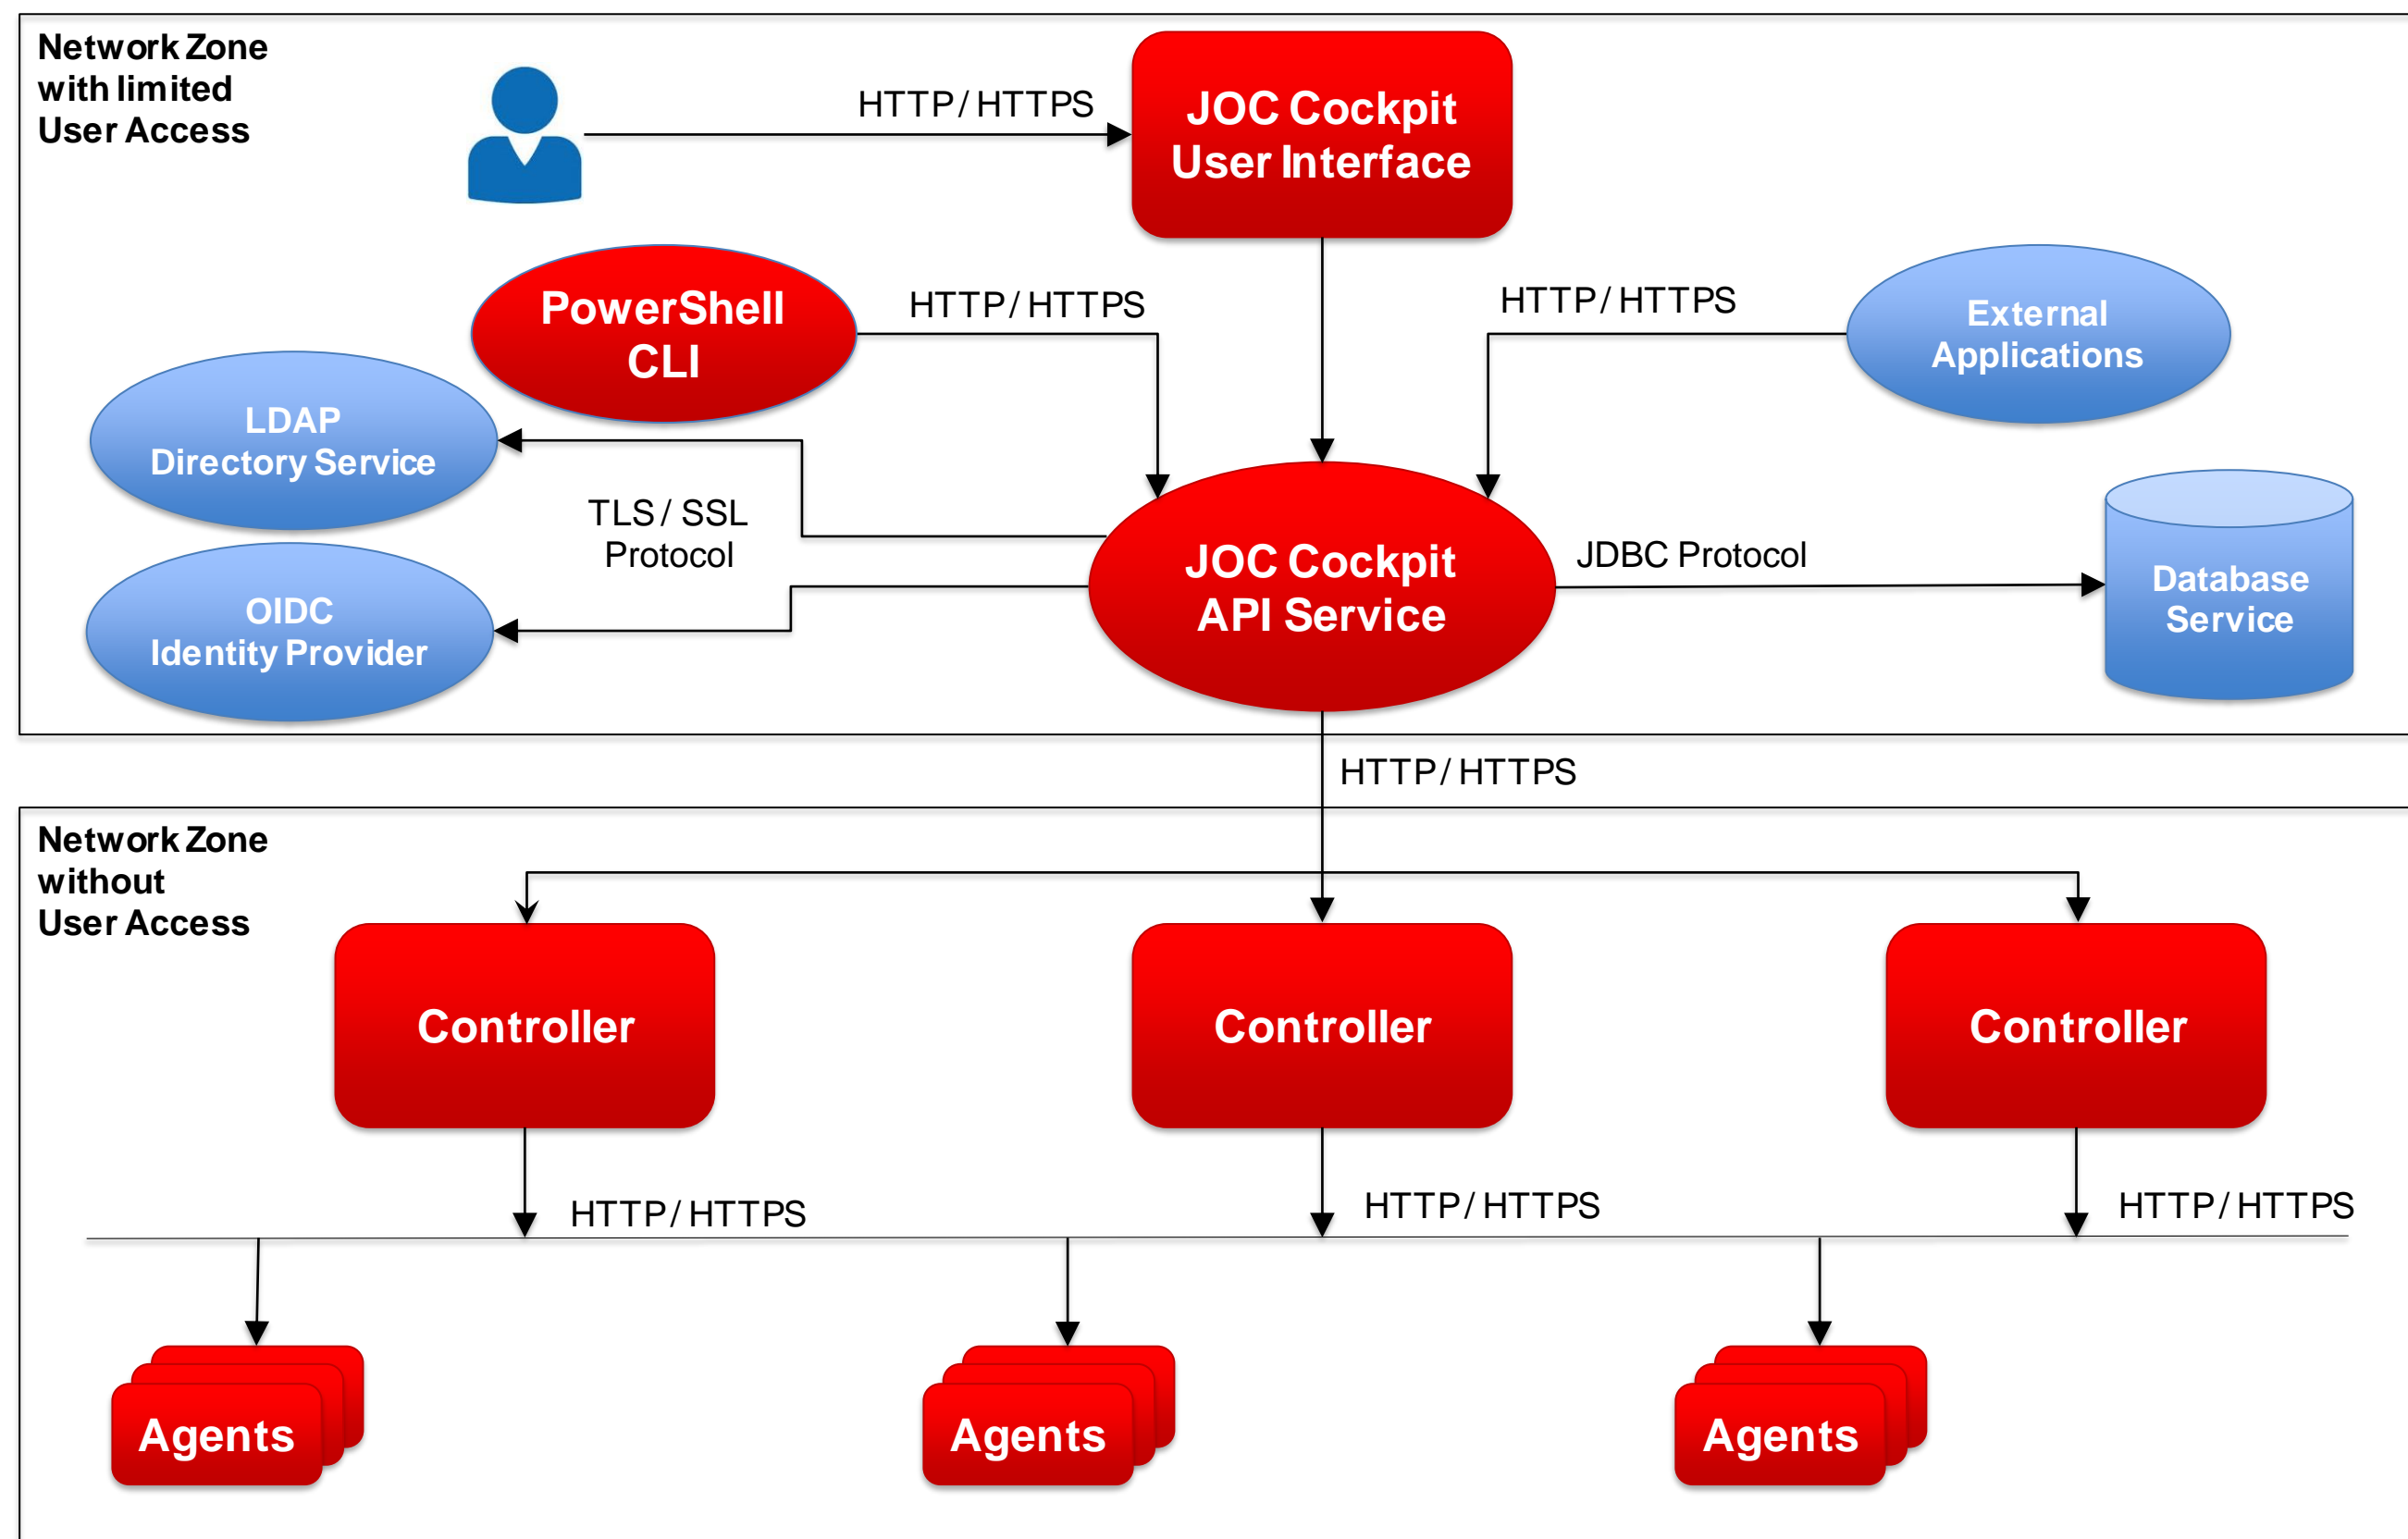 Network Zone
with limited
User Access
HTTP / HTTPS
JOC Cockpit
User Interface
PowerShell
CLI
HTTP / HTTPS
HTTP / HTTPS
External
Applications
LDAP
Directory Service
TLS / SSL
Protocol
OIDC
Identity Provider
JOC Cockpit
API Service
JDBC Protocol
Database
Service
HTTP / HTTPS
Network Zone
without
User Access
Controller
Controller
Controller
HTTP / HTTPS
HTTP / HTTPS
HTTP / HTTPS
Agents
Agents
Agents